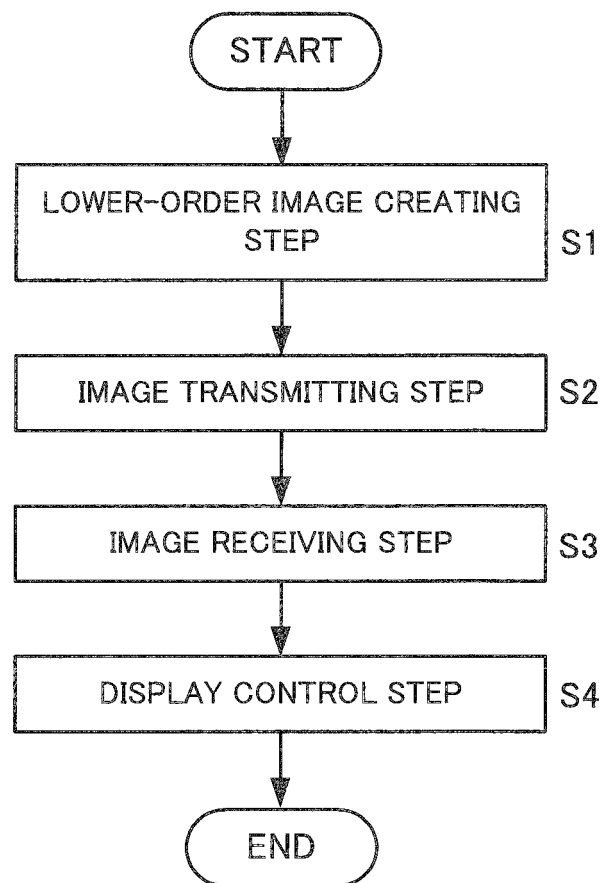 START
LOWER-ORDER IMAGE CREATING
STEP
S1
IMAGE TRANSMITTING STEP S2
IMAGE RECEIVING STEP S3
DISPLAY CONTROL STEP S4
END